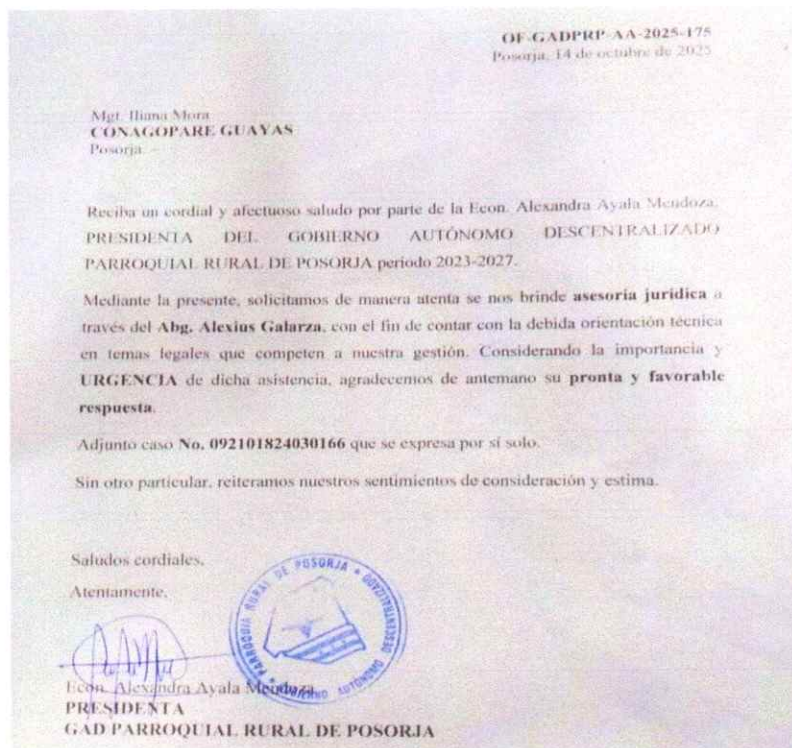 OF-GADPRP-AA-2025-175
Posorja, 14 de octubre de 2025
Mgt. Iliana Mora
CONAGOPARE GUAYAS
Posorja. –
Reciba un cordial y afectuoso saludo por parte de la Econ. Alexandra Ayala Mendoza,
PRESIDENTA DEL GOBIERNO AUTÓNOMO DESCENTRALIZADO
PARROQUIAL RURAL DE POSORJA periodo 2023-2027.
Mediante la presente, solicitamos de manera atenta se nos brinde asesoría jurídica a
través del Abg. Alexius Galarza, con el fin de contar con la debida orientación técnica
en temas legales que competen a nuestra gestión. Considerando la importancia y
URGENCIA de dicha asistencia, agradecemos de antemano su pronta y favorable
respuesta.
Adjunto caso No. 092101824030166 que se expresa por sí solo.
Sin otro particular, reiteramos nuestros sentimientos de consideración y estima.
Saludos cordiales,
Atentamente,
GOBIERNO AUTÓNOMO DESCENTRALIZADO
PARROQUIA RURAL DE POSORJA
Econ. Alexandra Ayala Mendoza
PRESIDENTA
GAD PARROQUIAL RURAL DE POSORJA